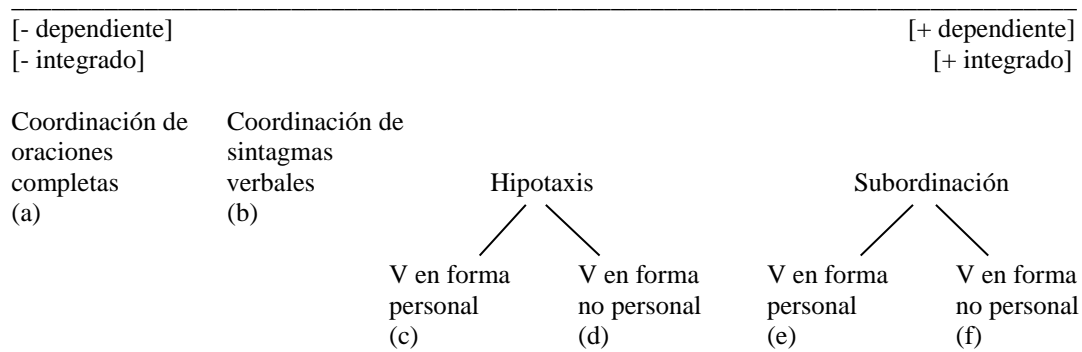 [- dependiente] [+ dependiente]
[- integrado] [+ integrado]
Coordinación de Coordinación de
oraciones sintagmas
completas verbales Hipotaxis Subordinación
(a) (b)
V en forma V en forma V en forma V en forma
personal no personal personal no personal
(c) (d) (e) (f)